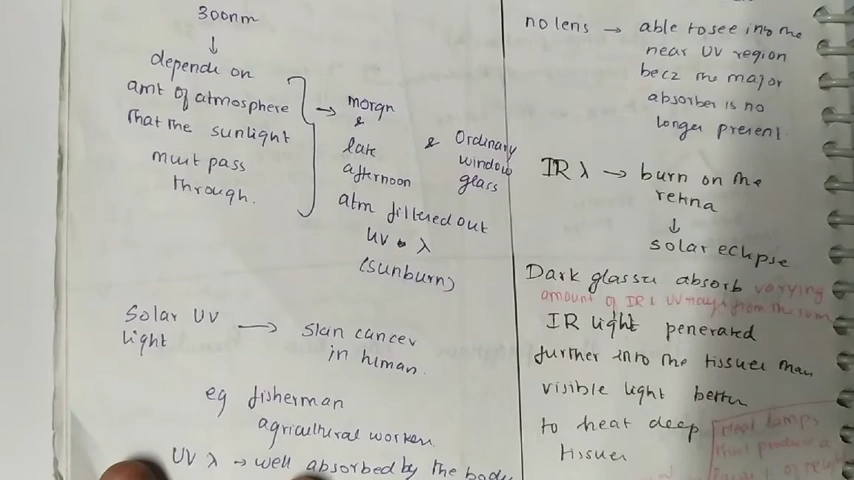 300nm
↓
depends on
amt of atmosphere
that the sunlight
must pass
through.
→ morgn
&
late
afternoon
& Ordinary
window
glass
atm filtered out
UV λ
(sunburn)
Solar UV
light → skin cancer
in human.
eg fisherman
agricultural worker.
UV λ → well absorbed by the body
no lens → able to see into the
near UV region
becz the major
absorber is no
longer present.
IR λ → burn on the
retina
↓
solar eclipse
Dark glasses absorb varying
amount of IR & UV rays from the sun
IR light penerated
further into the tissues than
visible light better
to heat deep
tissues
Heat lamps
that produce a